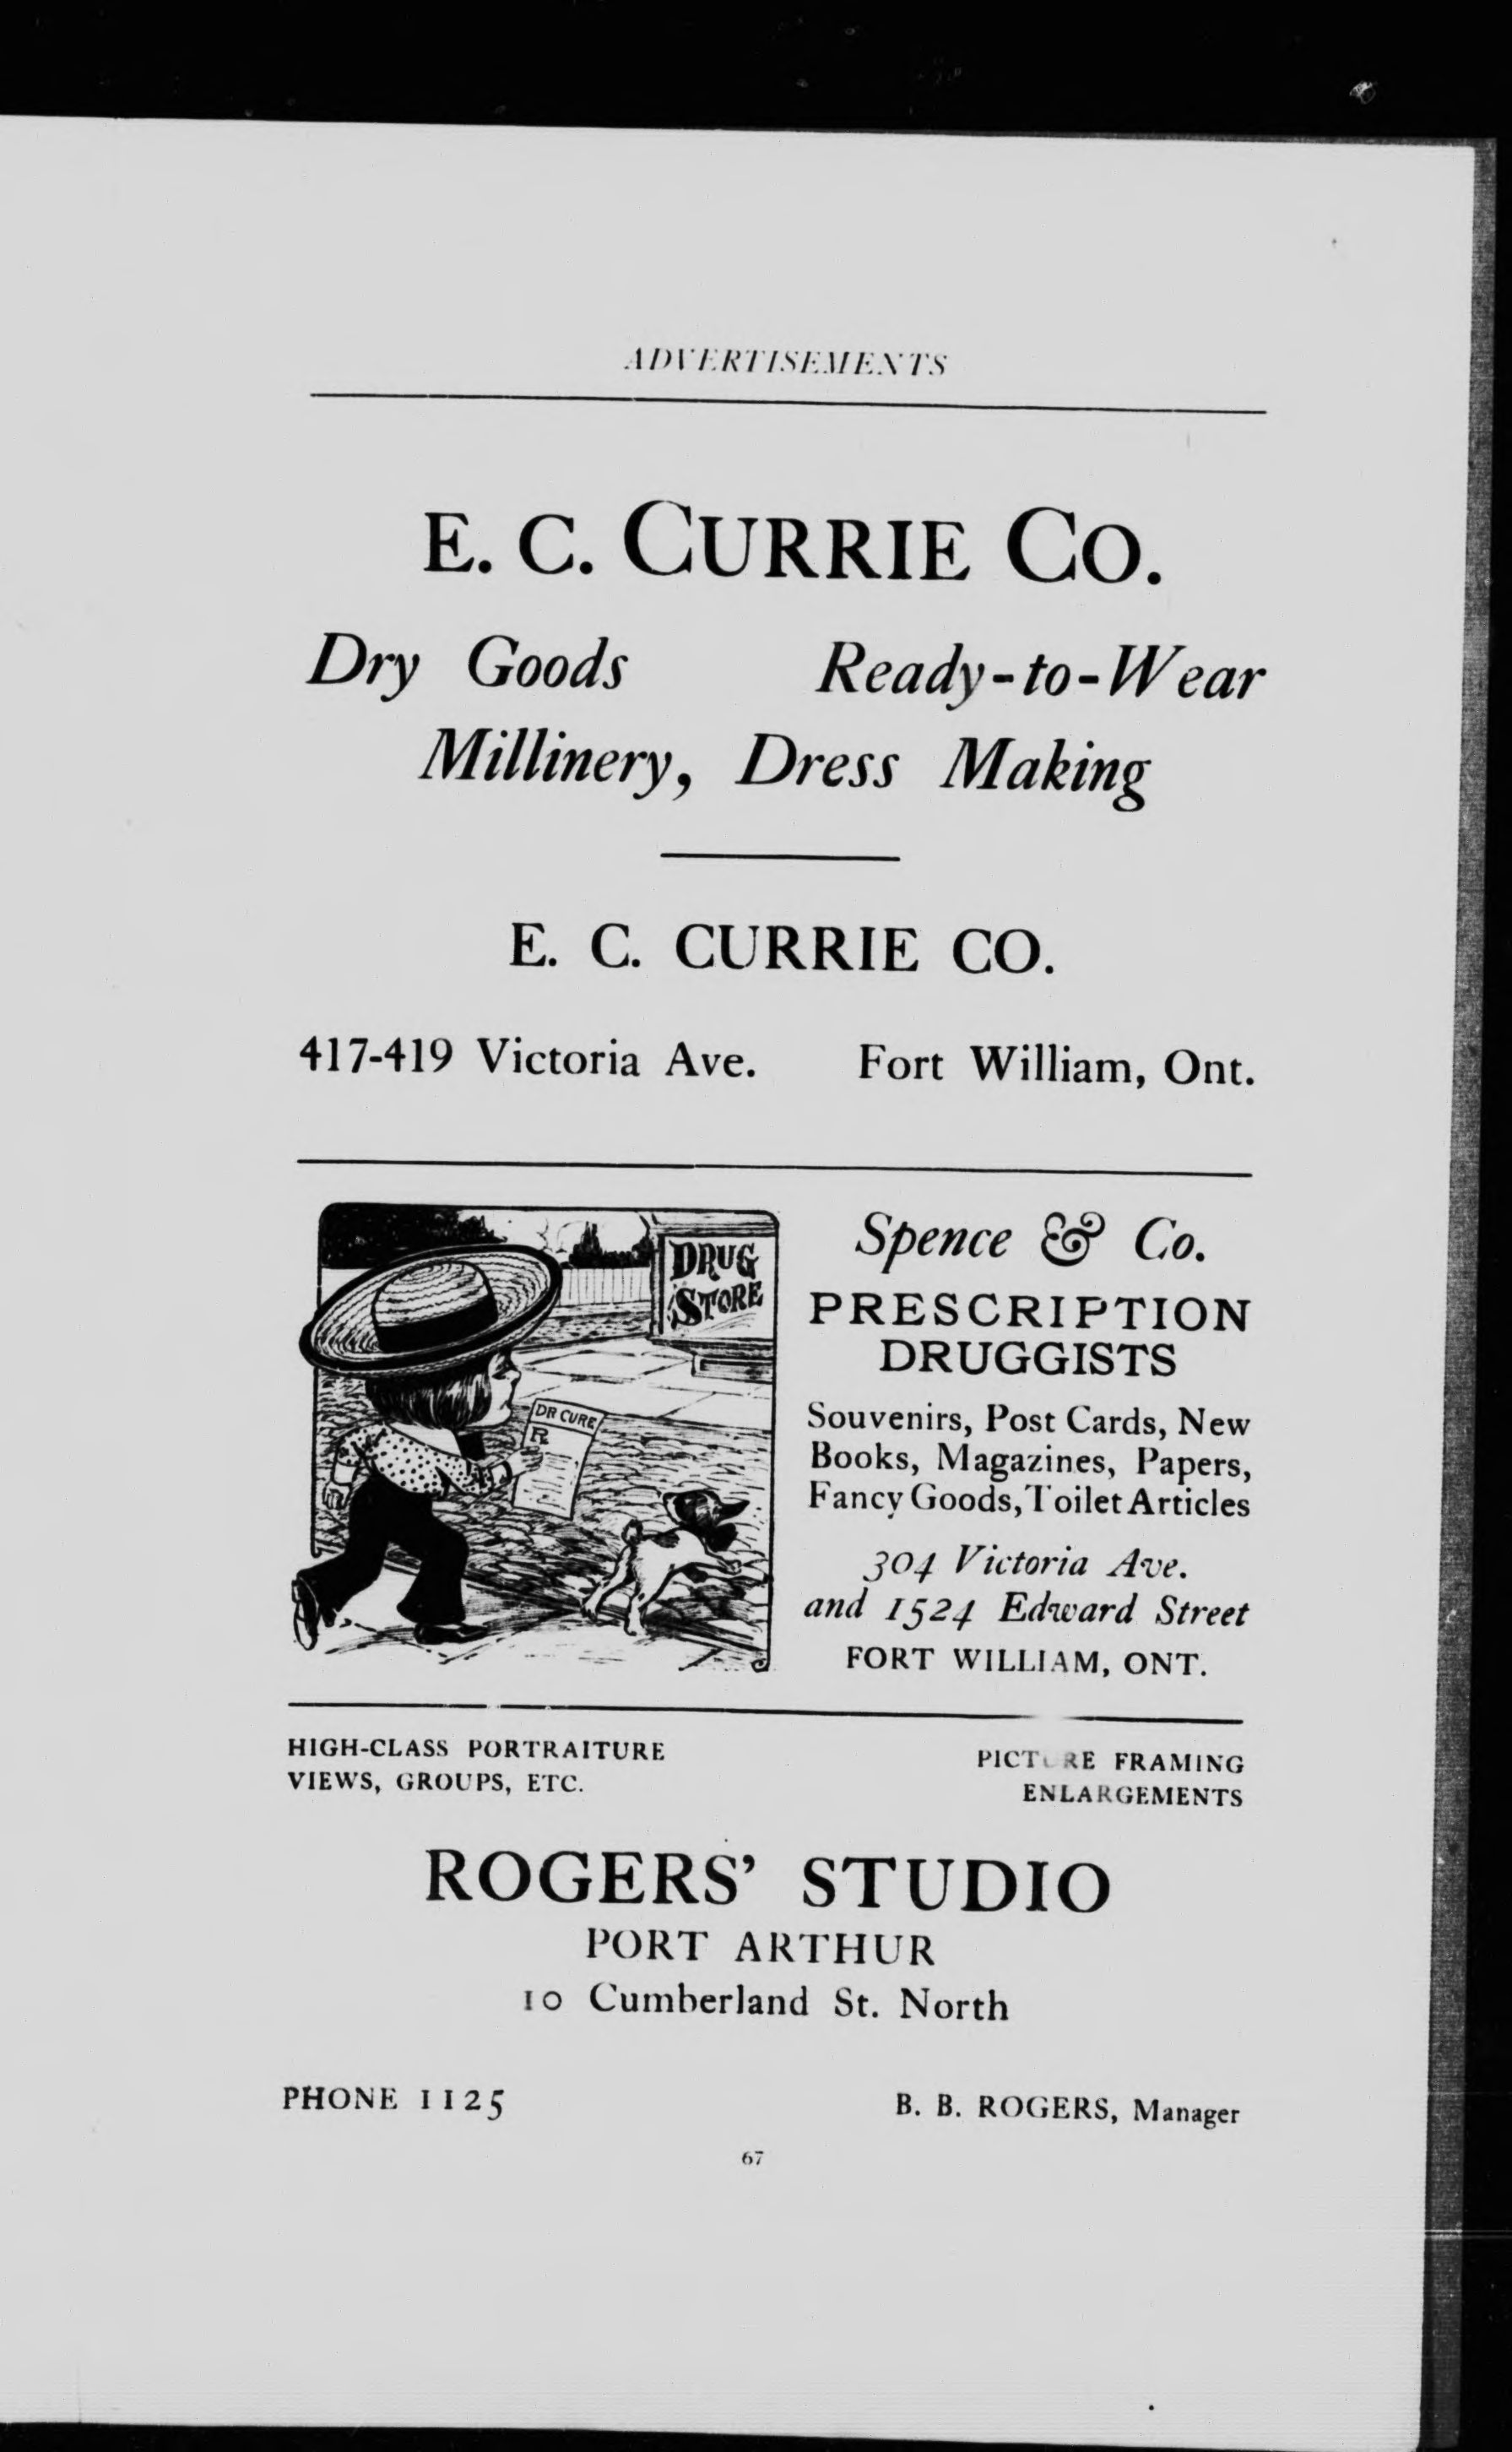 ADVERTISEMENTS
E. C. CURRIE CO.
Dry Goods Ready-to-Wear
Millinery, Dress Making
E. C. CURRIE CO.
417-419 Victoria Ave. Fort William, Ont.
DRUG
STORE
DR CURE
℞
Spence & Co.
PRESCRIPTION
DRUGGISTS
Souvenirs, Post Cards, New
Books, Magazines, Papers,
Fancy Goods, Toilet Articles
304 Victoria Ave.
and 1524 Edward Street
FORT WILLIAM, ONT.
HIGH-CLASS PORTRAITURE
VIEWS, GROUPS, ETC.
PICTURE FRAMING
ENLARGEMENTS
ROGERS' STUDIO
PORT ARTHUR
10 Cumberland St. North
PHONE 1125
B. B. ROGERS, Manager
67